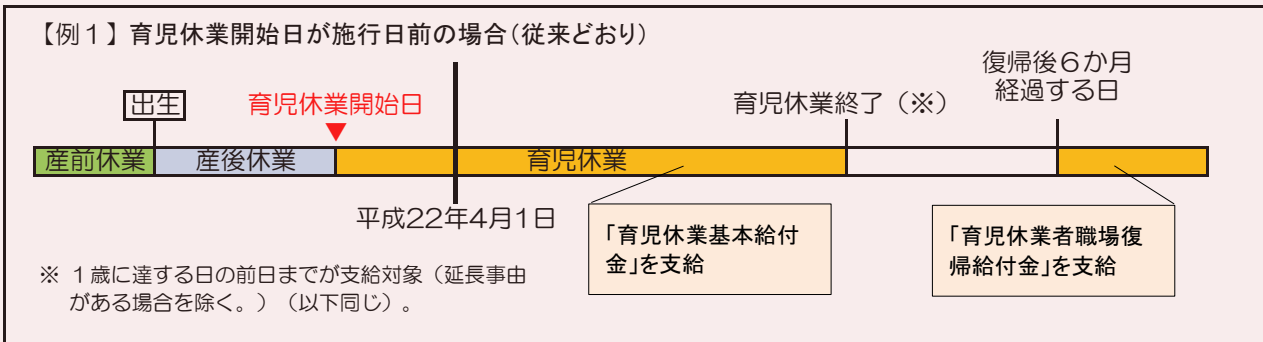 【例１】育児休業開始日が施行日前の場合（従来どおり）
復帰後６か月
経過する日
出生
育児休業開始日
育児休業終了（※）
産前休業
産後休業
育児休業
平成22年4月1日
「育児休業基本給付
金」を支給
「育児休業者職場復
帰給付金」を支給
※ １歳に達する日の前日までが支給対象（延長事由
がある場合を除く。）（以下同じ）。